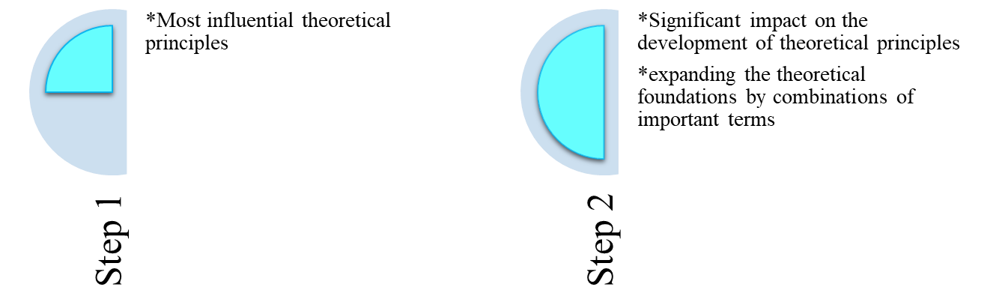 *Most influential theoretical
principles
Step 1
*Significant impact on the
development of theoretical principles
*expanding the theoretical
foundations by combinations of
important terms
Step 2